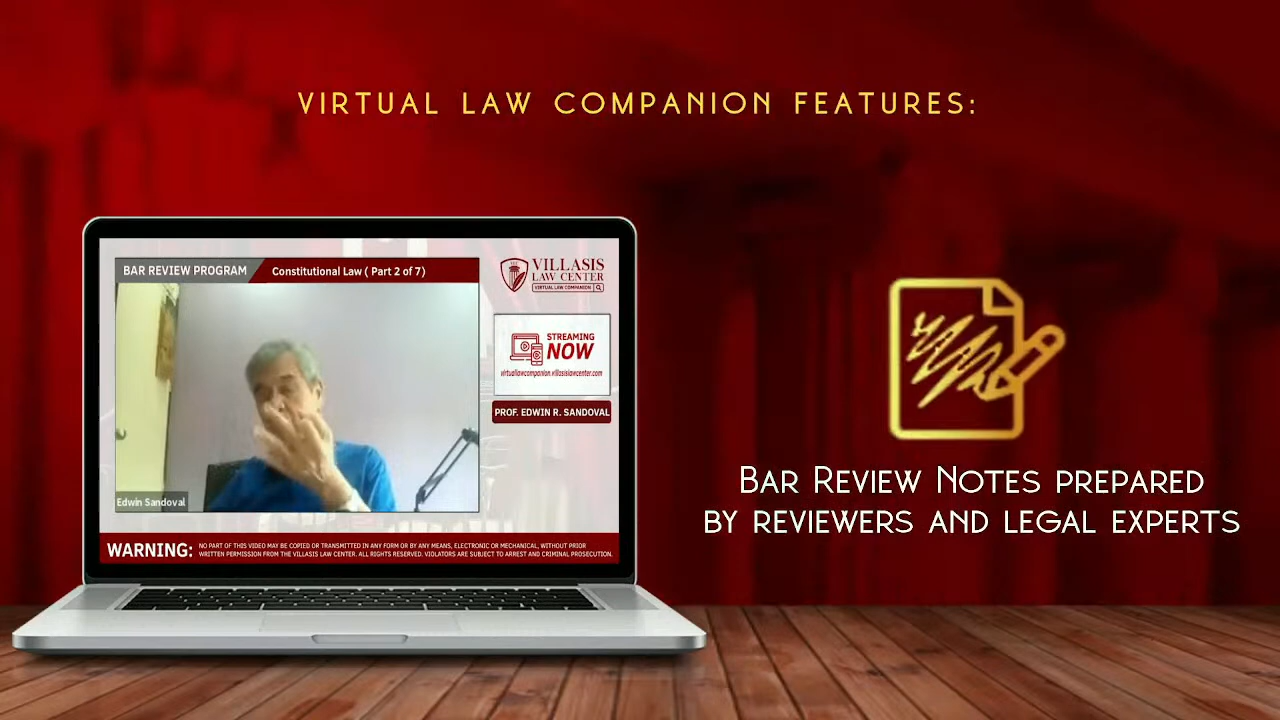 VIRTUAL LAW COMPANION FEATURES:
BAR REVIEW PROGRAM
Constitutional Law ( Part 2 of 7)
VILLASIS
LAW CENTER
VIRTUAL LAW COMPANION
STREAMING
NOW
virtuallawcompanion.villasislawcenter.com
PROF. EDWIN R. SANDOVAL
Edwin Sandoval
WARNING:
NO PART OF THIS VIDEO MAY BE COPIED OR TRANSMITTED IN ANY FORM OR BY ANY MEANS, ELECTRONIC OR MECHANICAL, WITHOUT PRIOR
WRITTEN PERMISSION FROM THE VILLASIS LAW CENTER. ALL RIGHTS RESERVED. VIOLATORS ARE SUBJECT TO ARREST AND CRIMINAL PROSECUTION.
BAR REVIEW NOTES PREPARED
BY REVIEWERS AND LEGAL EXPERTS